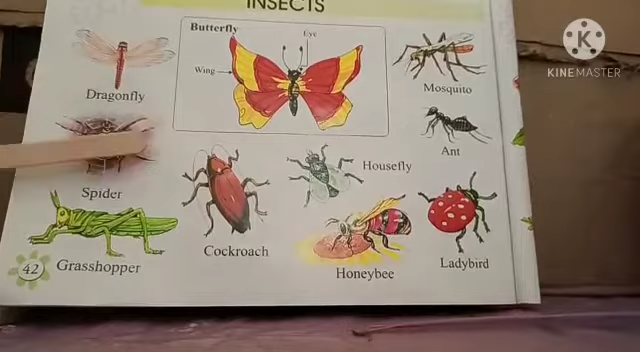 INSECTS
Butterfly
Eye
Wing
Dragonfly
Mosquito
Ant
Spider
Housefly
Grasshopper
Cockroach
Honeybee
Ladybird
42
KINEMASTER